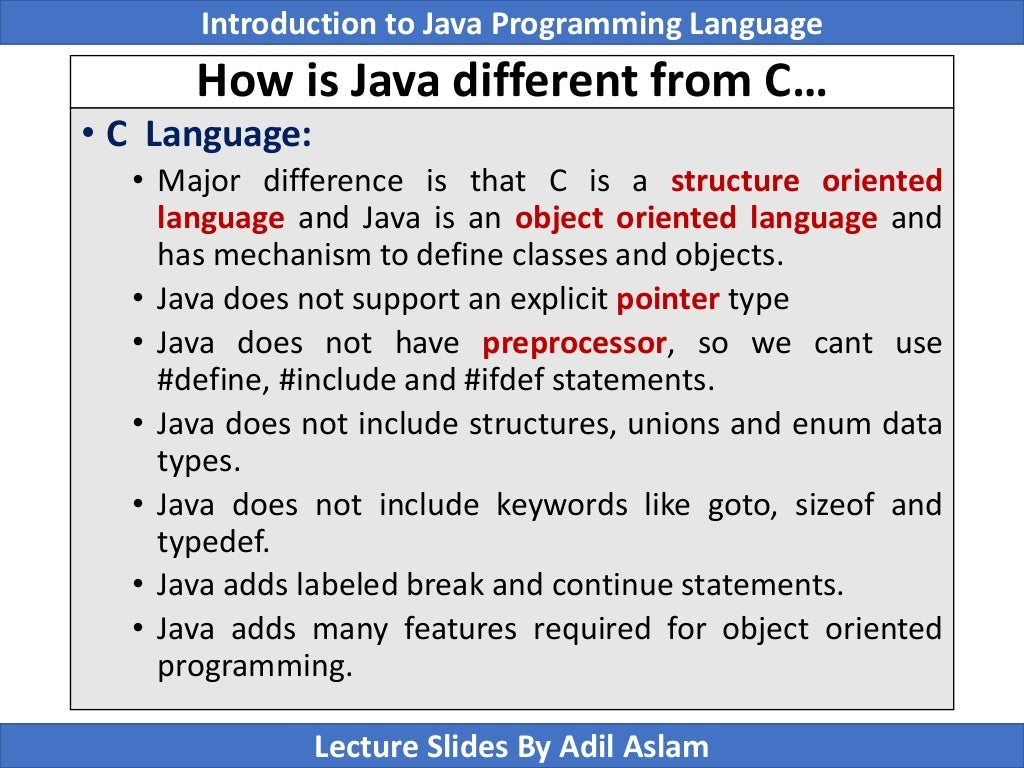 Introduction to Java Programming Language
How is Java different from C…
• C Language:
• Major difference is that C is a structure oriented
language and Java is an object oriented language and
has mechanism to define classes and objects.
• Java does not support an explicit pointer type
• Java does not have preprocessor, so we cant use
#define, #include and #ifdef statements.
• Java does not include structures, unions and enum data
types.
• Java does not include keywords like goto, sizeof and
typedef.
• Java adds labeled break and continue statements.
• Java adds many features required for object oriented
programming.
Lecture Slides By Adil Aslam